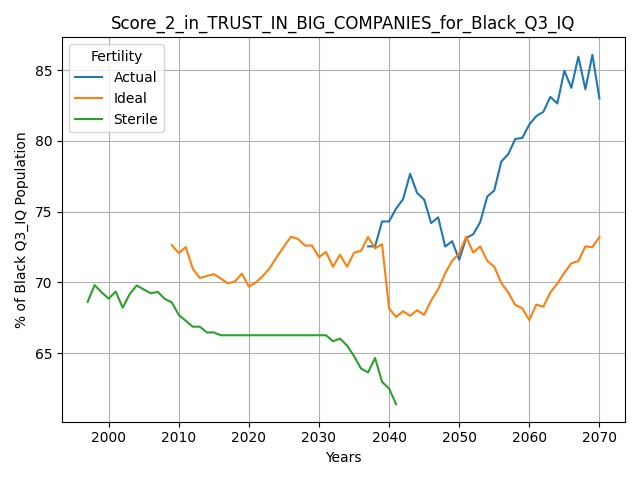 Score_2_in_TRUST_IN_BIG_COMPANIES_for_Black_Q3_IQ
Fertility
Actual
Ideal
Sterile
% of Black Q3_IQ Population
85
80
75
70
65
2000 2010 2020 2030 2040 2050 2060 2070
Years